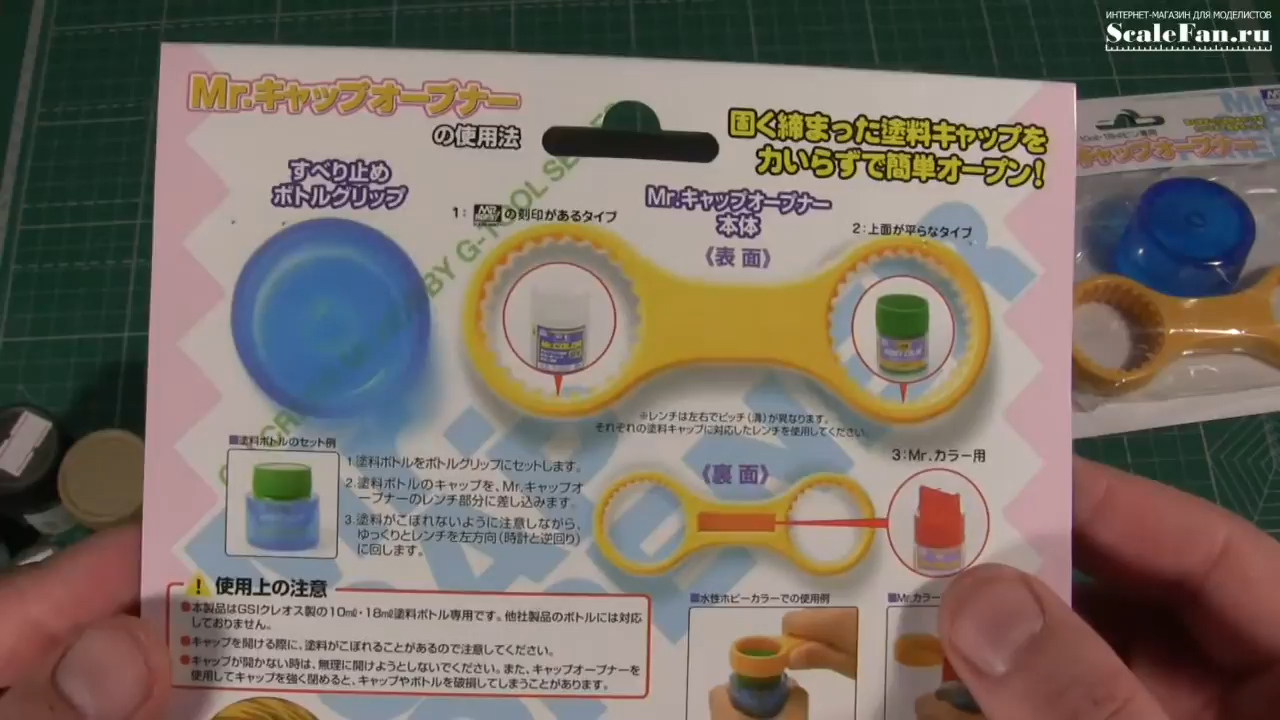 ИНТЕРНЕТ-МАГАЗИН ДЛЯ МОДЕЛИСТОВ
ScaleFan.ru
Mr.キャップオープナー
の使用法
固く締まった塗料キャップを
力いらずで簡単オープン!
すべり止め
ボトルグリップ
1:
の刻印があるタイプ
Mr.キャップオープナー
本体
《表 面》
2:上面が平らなタイプ
BY G-TOOL
※レンチは左右でピッチ(溝)が異なります。
それぞれの塗料キャップに対応したレンチを使用してください。
■塗料ボトルのセット例
1.塗料ボトルをボトルグリップにセットします。
2.塗料ボトルのキャップを、Mr.キャップオ
ープナーのレンチ部分に差し込みます。
3.塗料がこぼれないように注意しながら、
ゆっくりとレンチを左方向(時計と逆回り)
に回します。
《裏 面》
3:Mr.カラー用
! 使用上の注意
●本製品はGSIクレオス製の10㎖・18㎖塗料ボトル専用です。他社製品のボトルには対応
しておりません。
●キャップを開ける際に、塗料がこぼれることがあるので注意してください。
●キャップが開かない時は、無理に開けようとしないでください。また、キャップオープナーを
使用してキャップを強く閉めると、キャップやボトルを破損してしまうことがあります。
■水性ホビーカラーでの使用例
■Mr.カラー
キャップオープナー